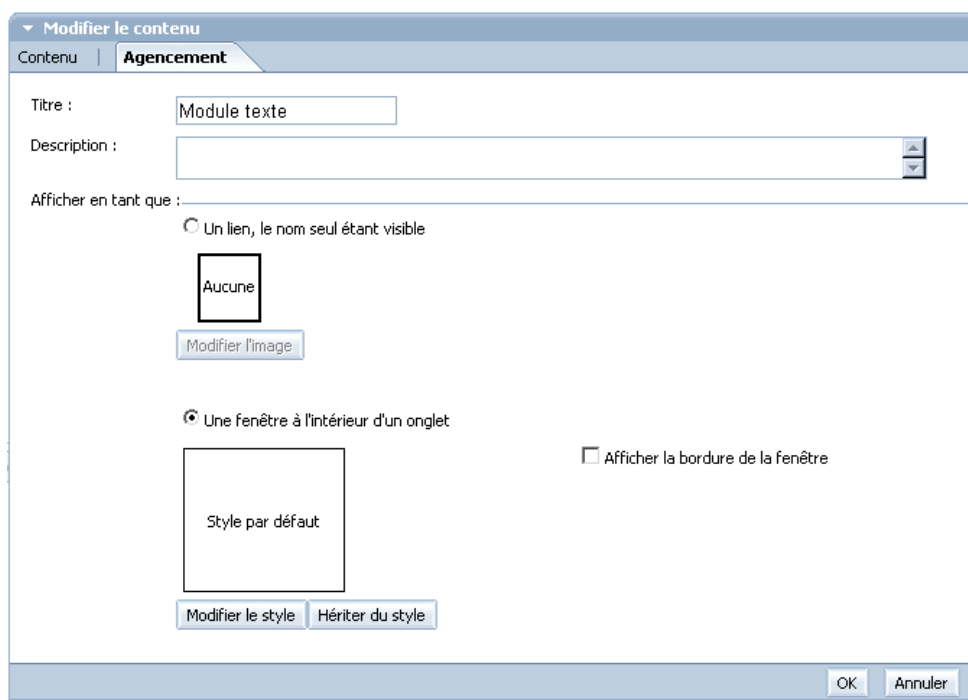 Modifier le contenu
Contenu | Agencement
Titre : Module texte
Description :
Afficher en tant que :
Un lien, le nom seul étant visible
Aucune
Modifier l'image
Une fenêtre à l'intérieur d'un onglet
Afficher la bordure de la fenêtre
Style par défaut
Modifier le style Hériter du style
OK Annuler